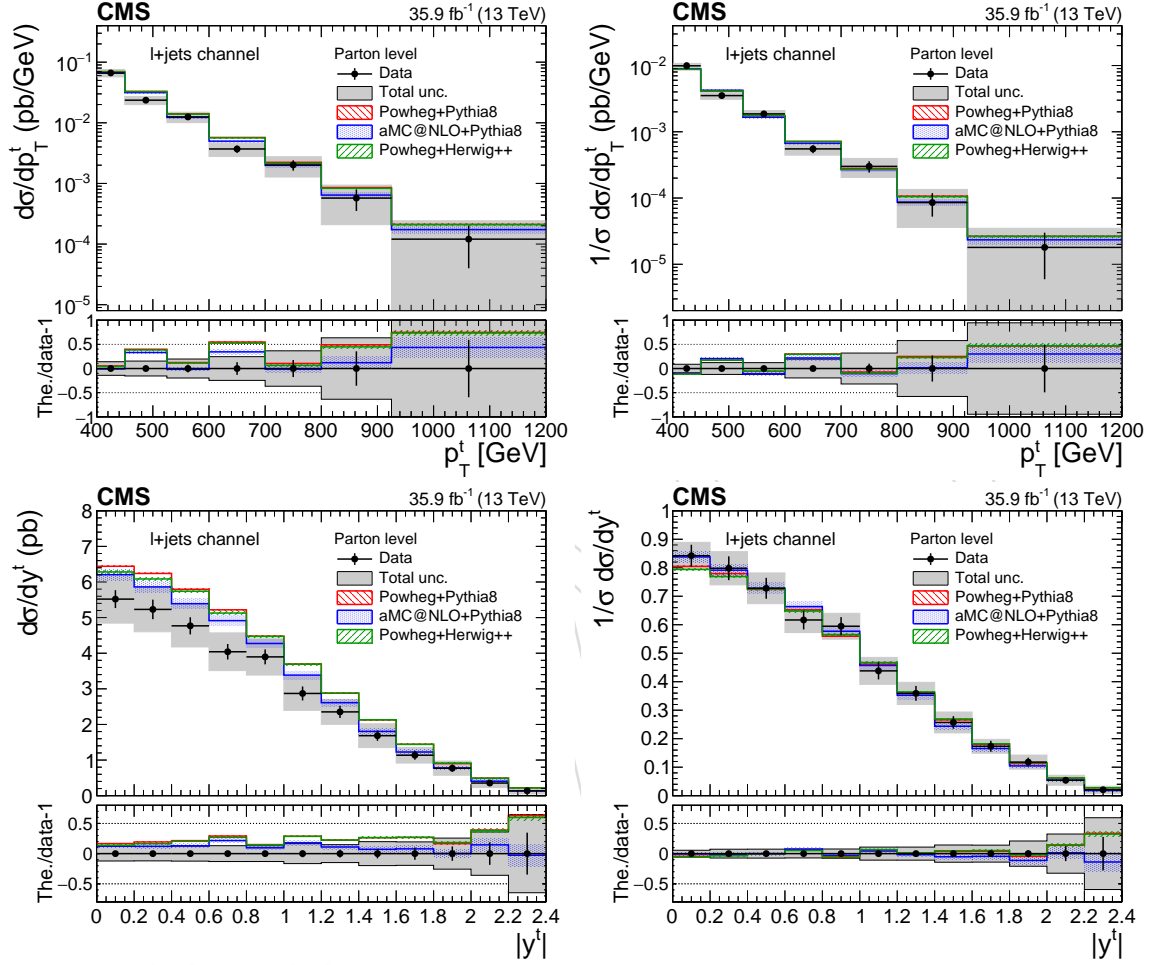 CMS 35.9 fb⁻¹ (13 TeV)
l+jets channel
Parton level
Data
Total unc.
Powheg+Pythia8
aMC@NLO+Pythia8
Powheg+Herwig++
dσ/dp_T^t (pb/GeV)
10⁻¹
10⁻²
10⁻³
10⁻⁴
10⁻⁵
The./data-1
1
0.5
0
−0.5
−1
400 500 600 700 800 900 1000 1100 1200
p_T^t [GeV]
CMS 35.9 fb⁻¹ (13 TeV)
l+jets channel
Parton level
Data
Total unc.
Powheg+Pythia8
aMC@NLO+Pythia8
Powheg+Herwig++
1/σ dσ/dp_T^t (pb/GeV)
10⁻²
10⁻³
10⁻⁴
10⁻⁵
The./data-1
1
0.5
0
−0.5
−1
400 500 600 700 800 900 1000 1100 1200
p_T^t [GeV]
CMS 35.9 fb⁻¹ (13 TeV)
l+jets channel
Parton level
Data
Total unc.
Powheg+Pythia8
aMC@NLO+Pythia8
Powheg+Herwig++
dσ/dy^t (pb)
8
7
6
5
4
3
2
1
0
The./data-1
0.5
0
−0.5
0 0.2 0.4 0.6 0.8 1 1.2 1.4 1.6 1.8 2 2.2 2.4
|y^t|
CMS 35.9 fb⁻¹ (13 TeV)
l+jets channel
Parton level
Data
Total unc.
Powheg+Pythia8
aMC@NLO+Pythia8
Powheg+Herwig++
1/σ dσ/dy^t
1
0.9
0.8
0.7
0.6
0.5
0.4
0.3
0.2
0.1
0
The./data-1
0.5
0
−0.5
0 0.2 0.4 0.6 0.8 1 1.2 1.4 1.6 1.8 2 2.2 2.4
|y^t|